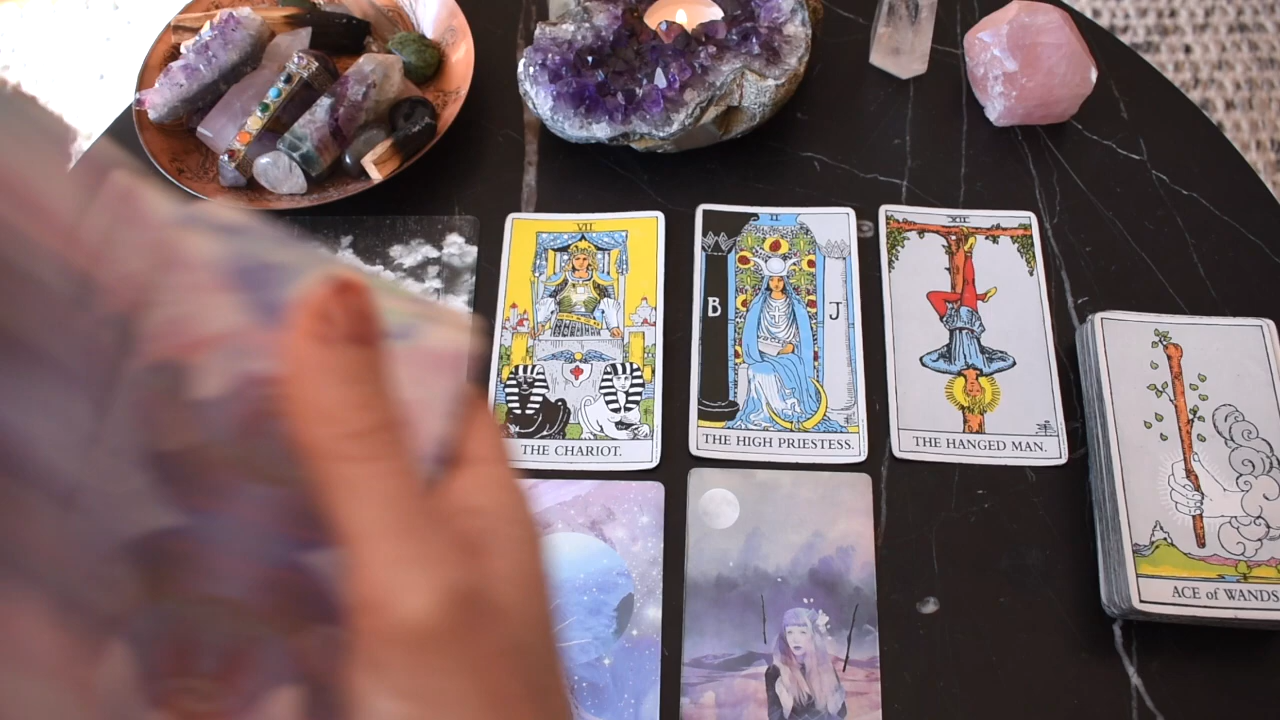 VII
THE CHARIOT.
II
B
J
THE HIGH PRIESTESS.
XII
THE HANGED MAN.
ACE of WANDS